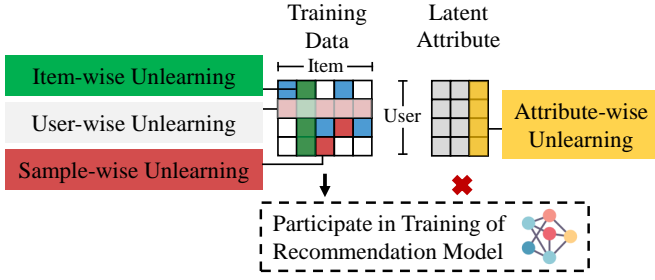 Training
Data
Latent
Attribute
Item
Item-wise Unlearning
User-wise Unlearning
Sample-wise Unlearning
User
Attribute-wise
Unlearning
Participate in Training of
Recommendation Model